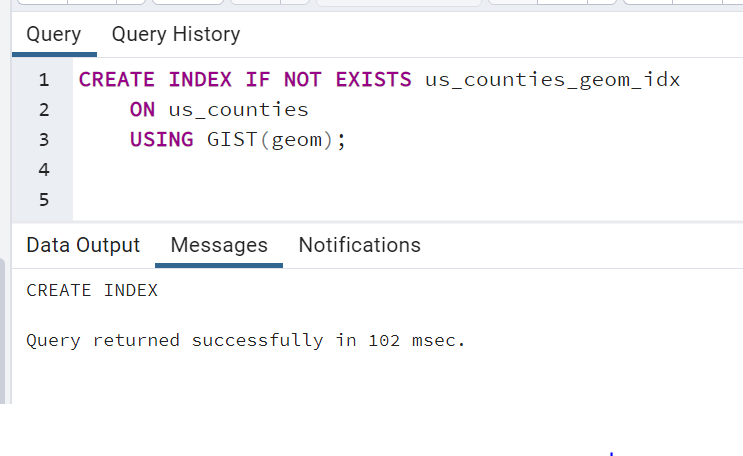 Query Query History
1 CREATE INDEX IF NOT EXISTS us_counties_geom_idx
2 ON us_counties
3 USING GIST(geom);
4
5
Data Output Messages Notifications
CREATE INDEX
Query returned successfully in 102 msec.